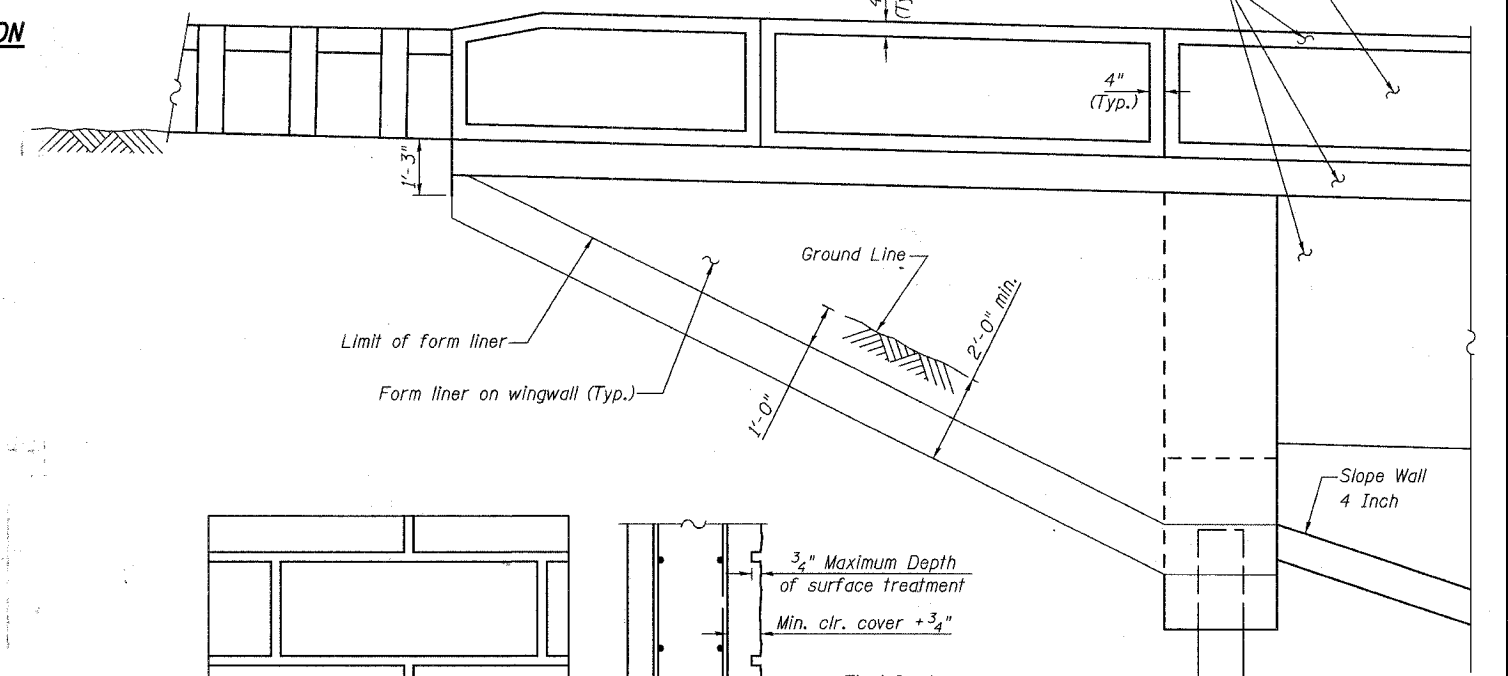 ON
4"
(Typ.)
1'-3"
Ground Line
2'-0" min.
Limit of form liner
Form liner on wingwall (Typ.)
1'-0"
Slope Wall
4 Inch
3/4" Maximum Depth
of surface treatment
Min. clr. cover +3/4"